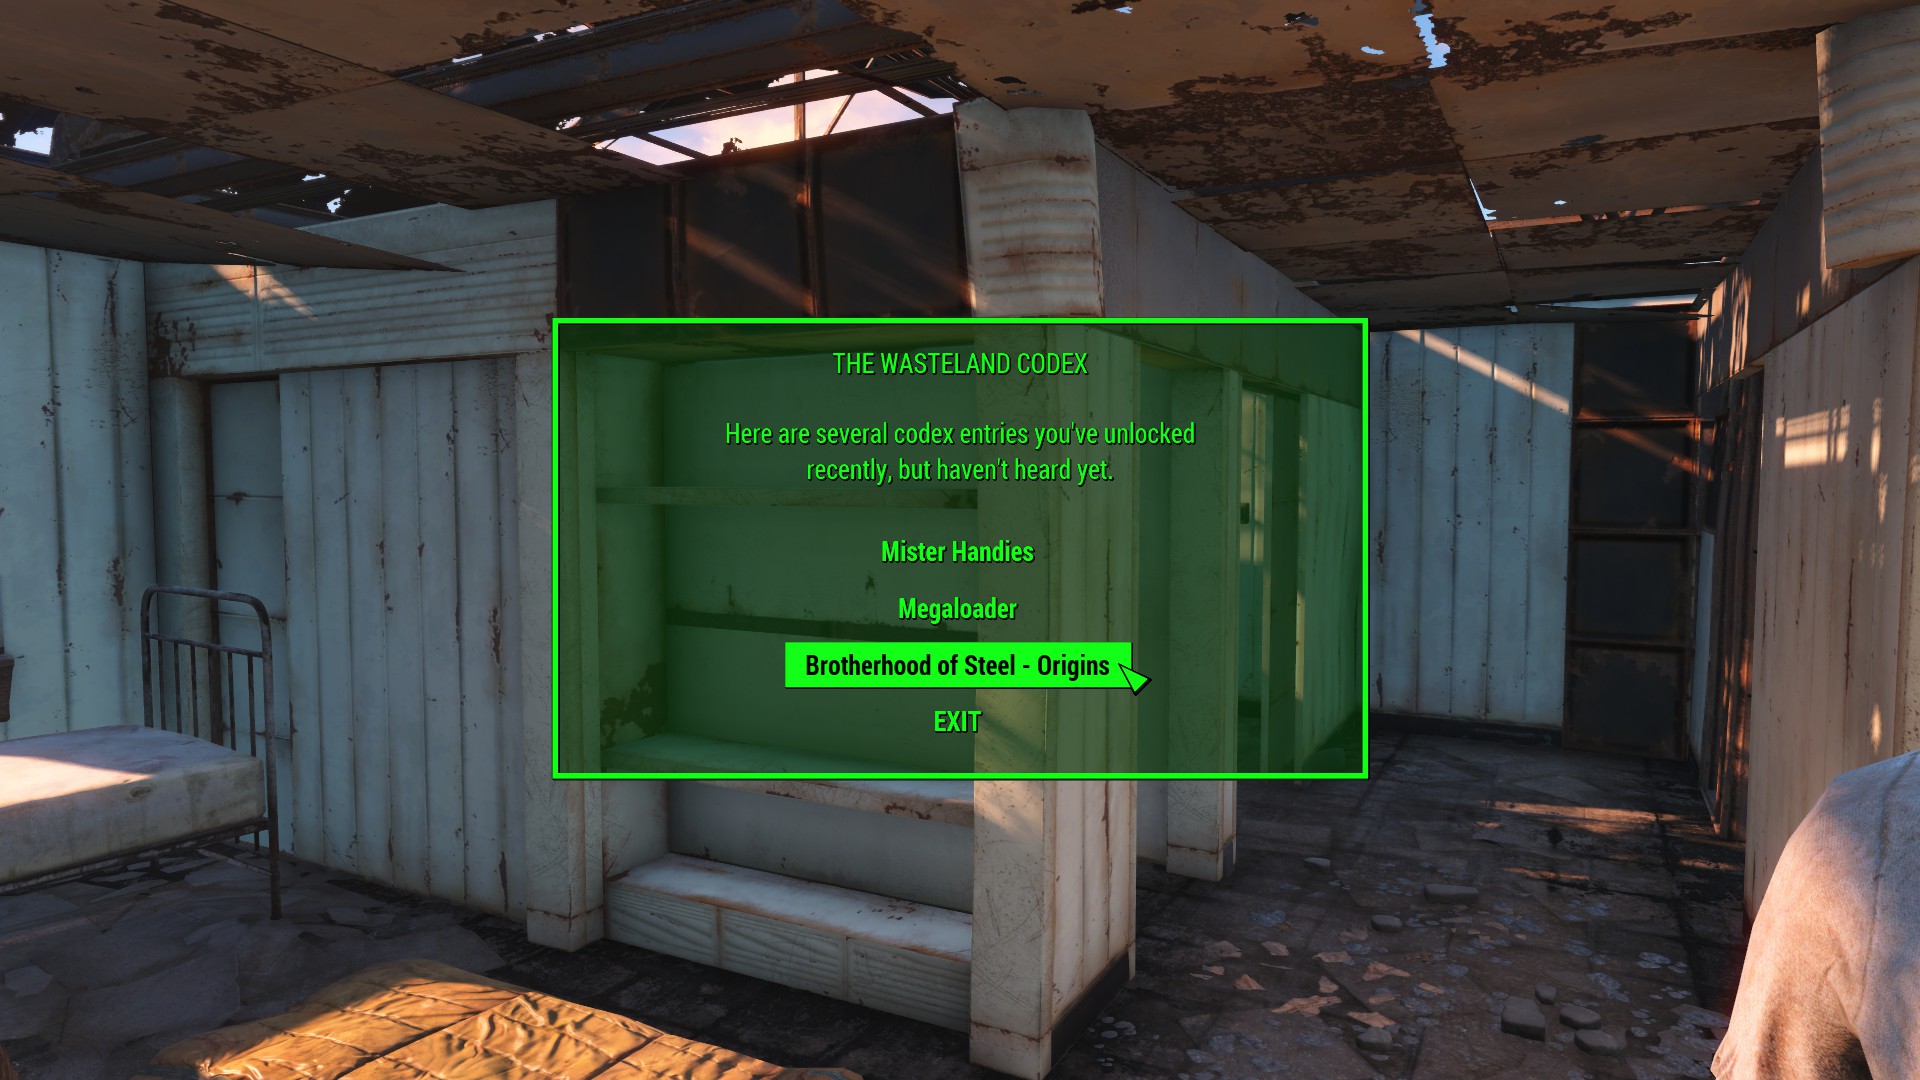 THE WASTELAND CODEX
Here are several codex entries you've unlocked
recently, but haven't heard yet.
Mister Handies
Megaloader
Brotherhood of Steel - Origins
EXIT